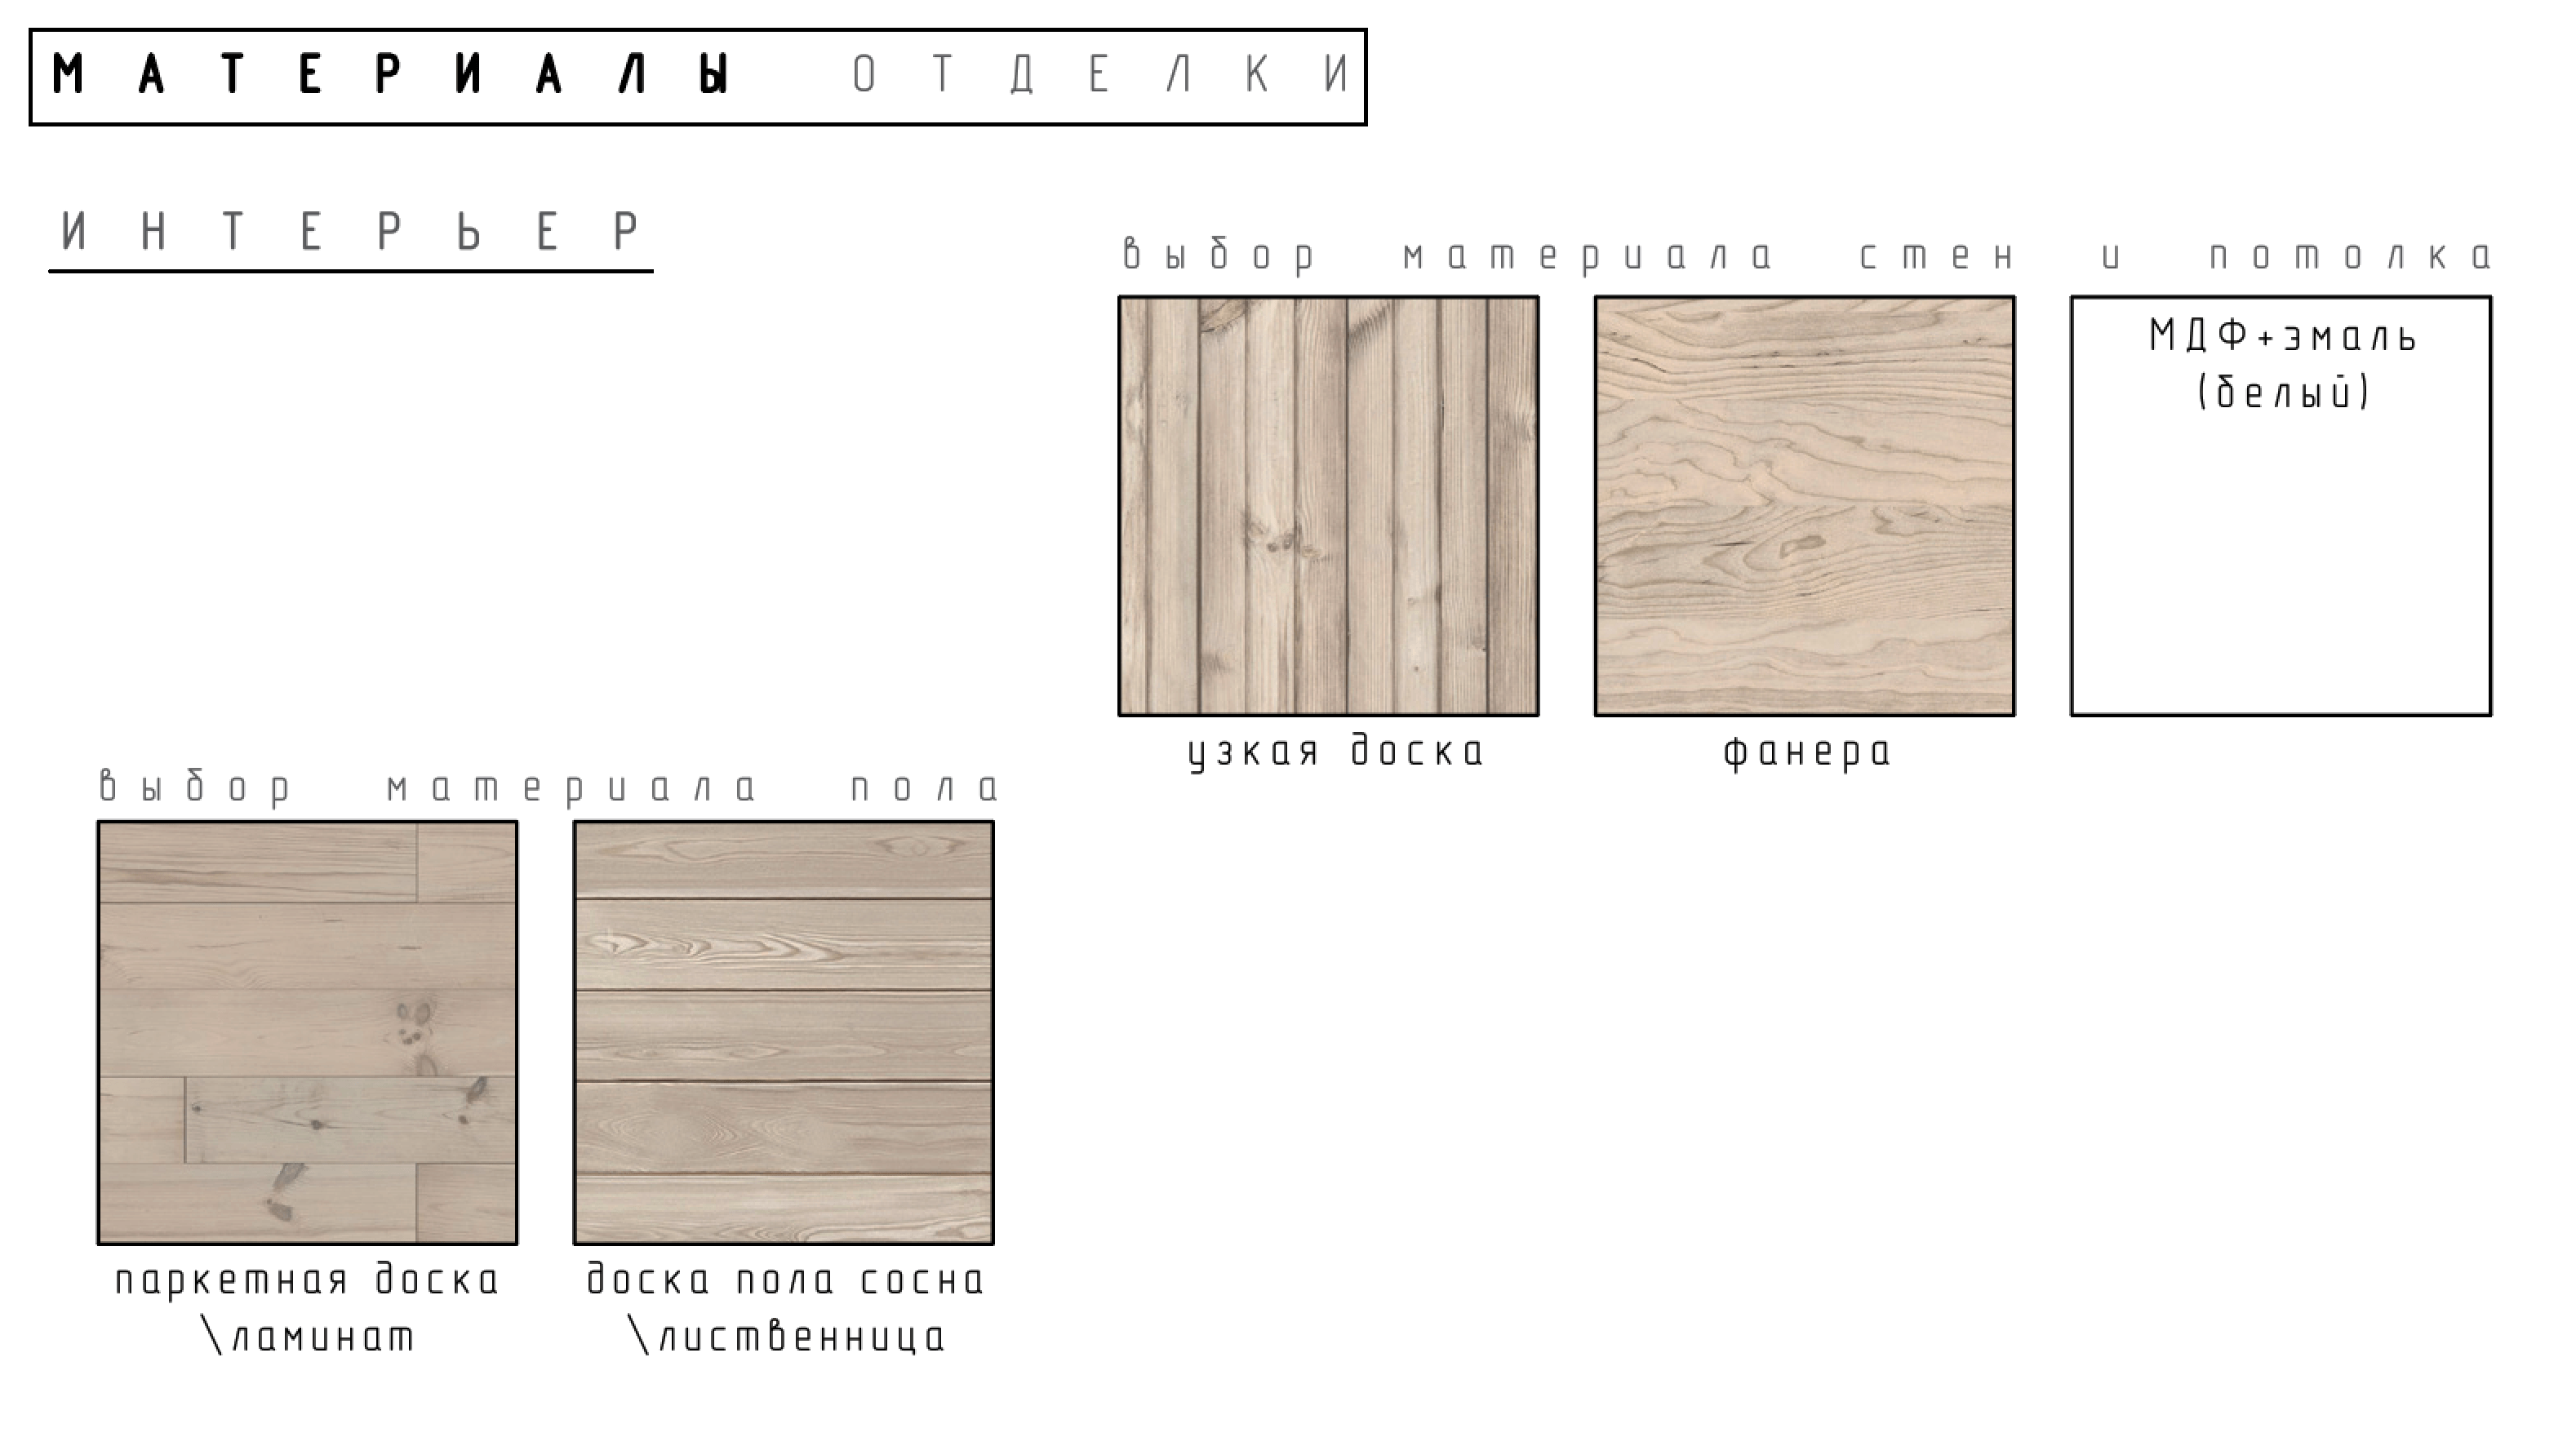 МАТЕРИАЛЫ ОТДЕЛКИ
ИНТЕРЬЕР
выбор материала стен и потолка
МДФ+эмаль
(белый)
узкая доска
фанера
выбор материала пола
паркетная доска
\ламинат
доска пола сосна
\лиственница